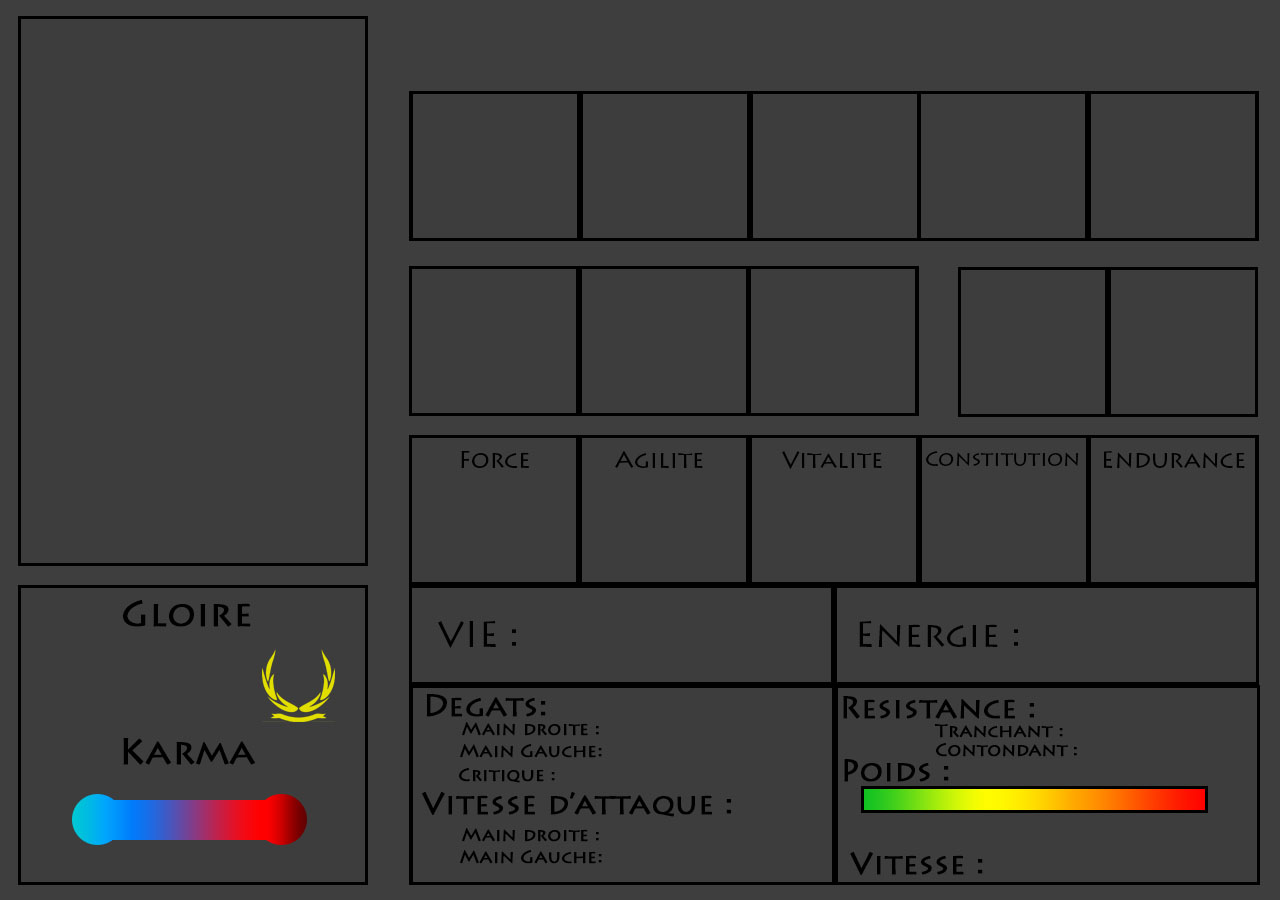 Force
Agilite
Vitalite
Constitution
Endurance
Gloire
Karma
VIE :
Energie :
Degats:
Main droite :
Main Gauche:
Critique :
Vitesse d'attaque :
Main droite :
Main Gauche:
Resistance :
Tranchant :
Contondant :
Poids :
Vitesse :